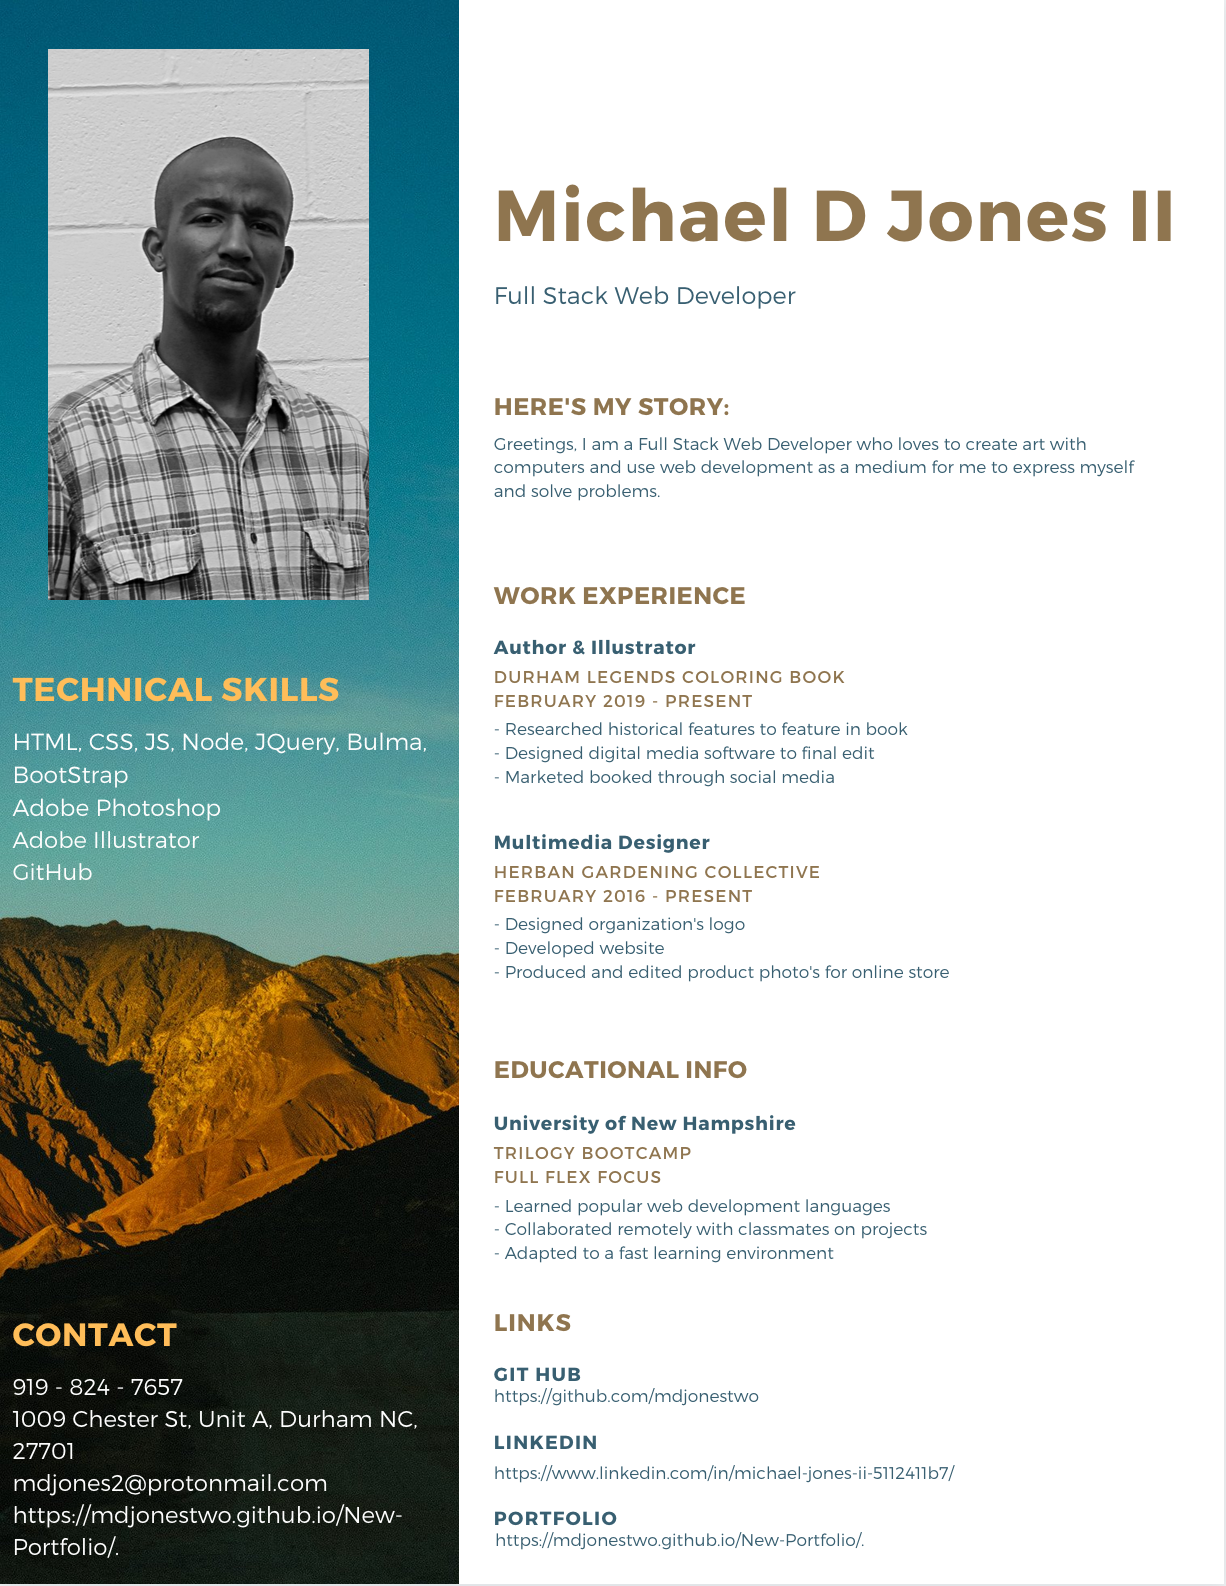 Michael D Jones II
Full Stack Web Developer
HERE'S MY STORY:
Greetings, I am a Full Stack Web Developer who loves to create art with
computers and use web development as a medium for me to express myself
and solve problems.
WORK EXPERIENCE
Author & Illustrator
DURHAM LEGENDS COLORING BOOK
FEBRUARY 2019 - PRESENT
- Researched historical features to feature in book
- Designed digital media software to final edit
- Marketed booked through social media
Multimedia Designer
HERBAN GARDENING COLLECTIVE
FEBRUARY 2016 - PRESENT
- Designed organization's logo
- Developed website
- Produced and edited product photo's for online store
EDUCATIONAL INFO
University of New Hampshire
TRILOGY BOOTCAMP
FULL FLEX FOCUS
- Learned popular web development languages
- Collaborated remotely with classmates on projects
- Adapted to a fast learning environment
LINKS
GIT HUB
https://github.com/mdjonestwo
LINKEDIN
https://www.linkedin.com/in/michael-jones-ii-5112411b7/
PORTFOLIO
https://mdjonestwo.github.io/New-Portfolio/.
TECHNICAL SKILLS
HTML, CSS, JS, Node, JQuery, Bulma,
BootStrap
Adobe Photoshop
Adobe Illustrator
GitHub
CONTACT
919 - 824 - 7657
1009 Chester St, Unit A, Durham NC,
27701
mdjones2@protonmail.com
https://mdjonestwo.github.io/New-
Portfolio/.